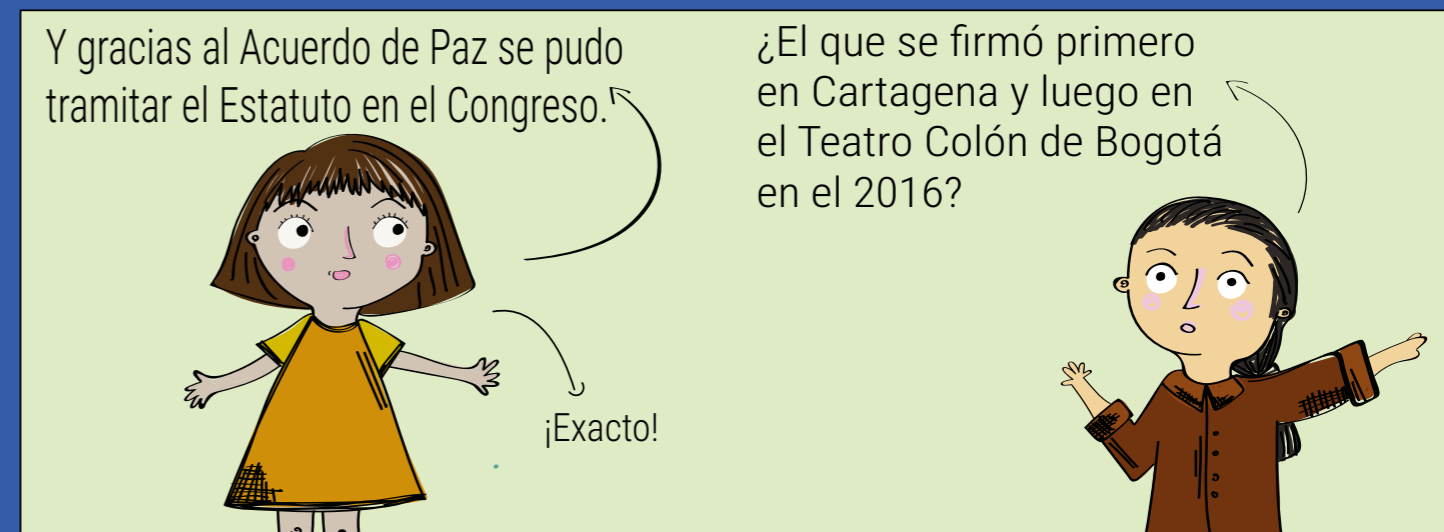 Y gracias al Acuerdo de Paz se pudo
tramitar el Estatuto en el Congreso.
¿El que se firmó primero
en Cartagena y luego en
el Teatro Colón de Bogotá
en el 2016?
¡Exacto!